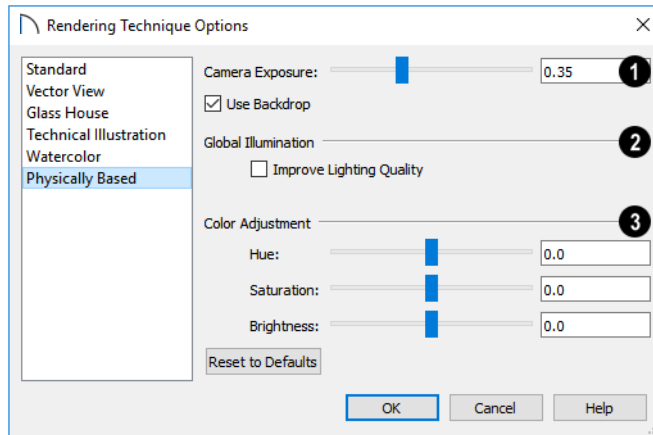 Rendering Technique Options
Standard
Vector View
Glass House
Technical Illustration
Watercolor
Physically Based
Camera Exposure: 0.35 1
Use Backdrop
Global Illumination 2
Improve Lighting Quality
Color Adjustment 3
Hue: 0.0
Saturation: 0.0
Brightness: 0.0
Reset to Defaults
OK Cancel Help